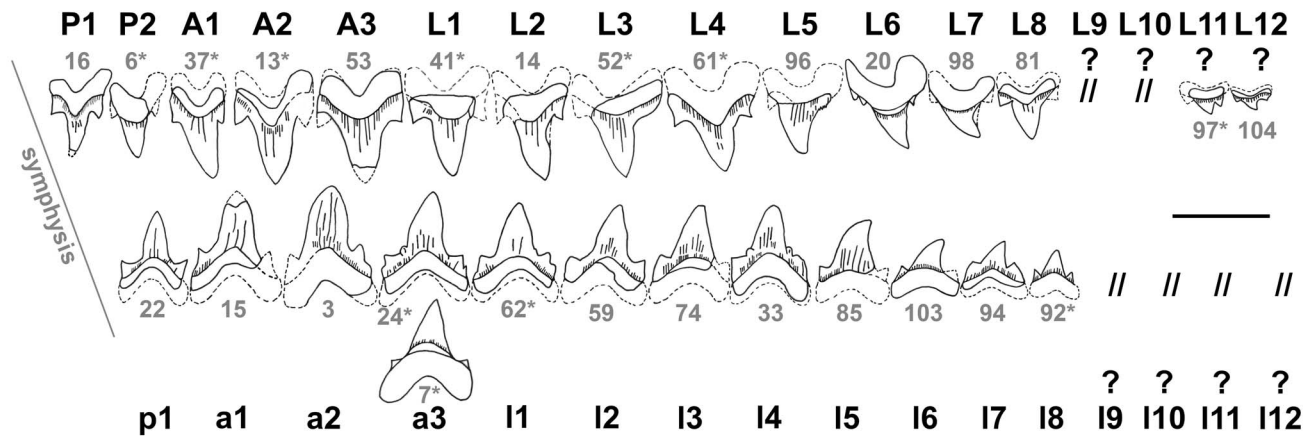 P1 P2 A1 A2 A3 L1 L2 L3 L4 L5 L6 L7 L8 L9 L10 L11 L12
? ? ? ?
16 6* 37* 13* 53 41* 14 52* 61* 96 20 98 81
// //
97* 104
symphysis
// // // //
22 15 3 24* 62* 59 74 33 85 103 94 92*
7*
? ? ? ?
p1 a1 a2 a3 l1 l2 l3 l4 l5 l6 l7 l8 l9 l10 l11 l12